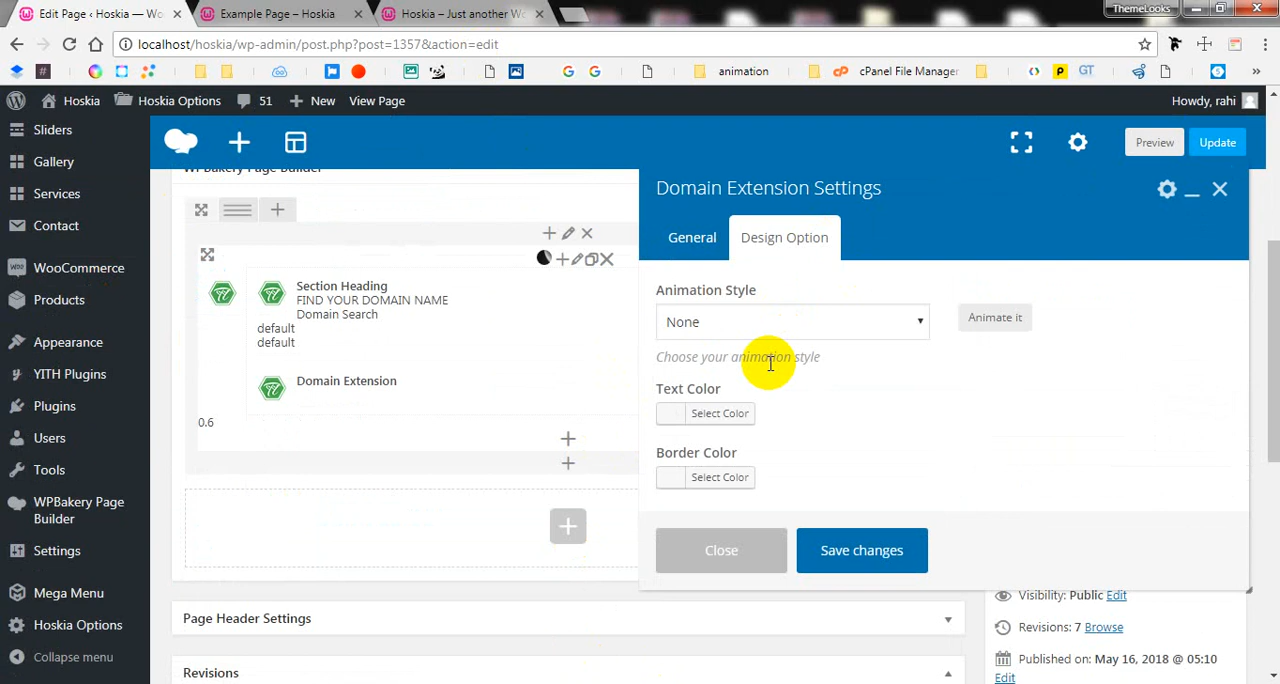 Edit Page ‹ Hoskia — Wo
Example Page – Hoskia
Hoskia – Just another Wo
ThemeLooks
localhost/hoskia/wp-admin/post.php?post=1357&action=edit
animation
cPanel File Manager
GT
Hoskia
Hoskia Options
51
New
View Page
Howdy, rahi
Sliders
Gallery
Services
Contact
WooCommerce
Products
Appearance
YITH Plugins
Plugins
Users
Tools
WPBakery Page
Builder
Settings
Mega Menu
Hoskia Options
Collapse menu
Preview
Update
WPBakery Page Builder
Section Heading
FIND YOUR DOMAIN NAME
Domain Search
default
default
Domain Extension
0.6
Domain Extension Settings
General
Design Option
Animation Style
None
Animate it
Choose your animation style
Text Color
Select Color
Border Color
Select Color
Close
Save changes
Page Header Settings
Revisions
Visibility: Public Edit
Revisions: 7 Browse
Published on: May 16, 2018 @ 05:10
Edit